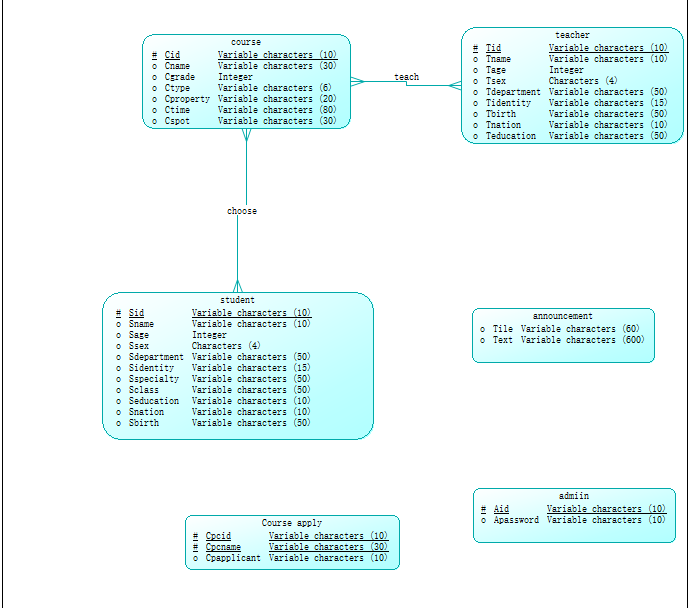 course
# Cid Variable characters (10)
o Cname Variable characters (30)
o Cgrade Integer
o Ctype Variable characters (6)
o Cproperty Variable characters (20)
o Ctime Variable characters (80)
o Cspot Variable characters (30)
teach
teacher
# Tid Variable characters (10)
o Tname Variable characters (10)
o Tage Integer
o Tsex Characters (4)
o Tdepartment Variable characters (50)
o Tidentity Variable characters (15)
o Tbirth Variable characters (50)
o Tnation Variable characters (10)
o Teducation Variable characters (50)
choose
student
# Sid Variable characters (10)
o Sname Variable characters (10)
o Sage Integer
o Ssex Characters (4)
o Sdepartment Variable characters (50)
o Sidentity Variable characters (15)
o Sspecialty Variable characters (50)
o Sclass Variable characters (50)
o Seducation Variable characters (10)
o Snation Variable characters (10)
o Sbirth Variable characters (50)
announcement
o Tile Variable characters (60)
o Text Variable characters (600)
admiin
# Aid Variable characters (10)
o Apassword Variable characters (10)
Course apply
# Cpcid Variable characters (10)
# Cpcname Variable characters (30)
o Cpapplicant Variable characters (10)